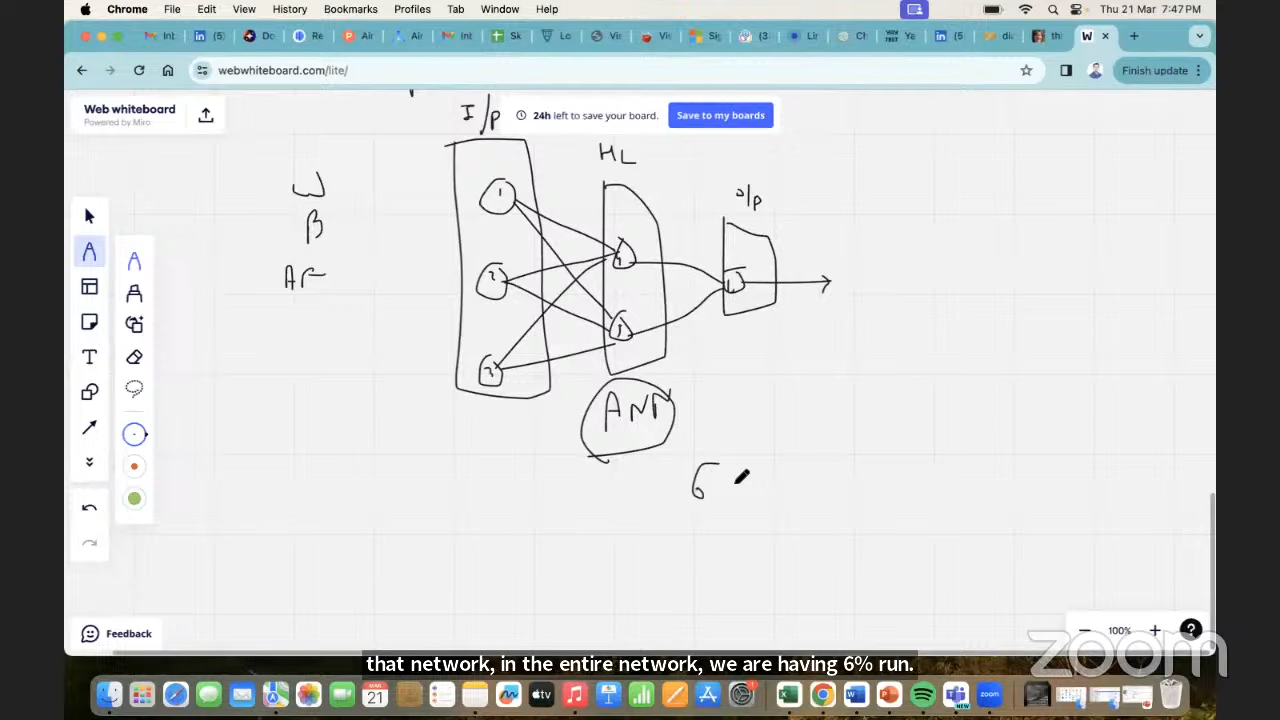 Chrome File Edit View History Bookmarks Profiles Tab Window Help Thu 21 Mar 7:47 PM
webwhiteboard.com/lite/
Finish update
Web whiteboard
Powered by Miro
24h left to save your board.
Save to my boards
I/P
HL
O/P
W
β
AF
1
2
3
ANN
6
Feedback
100%
zoom
that network, in the entire network, we are having 6% run.
MAR
21
zoom